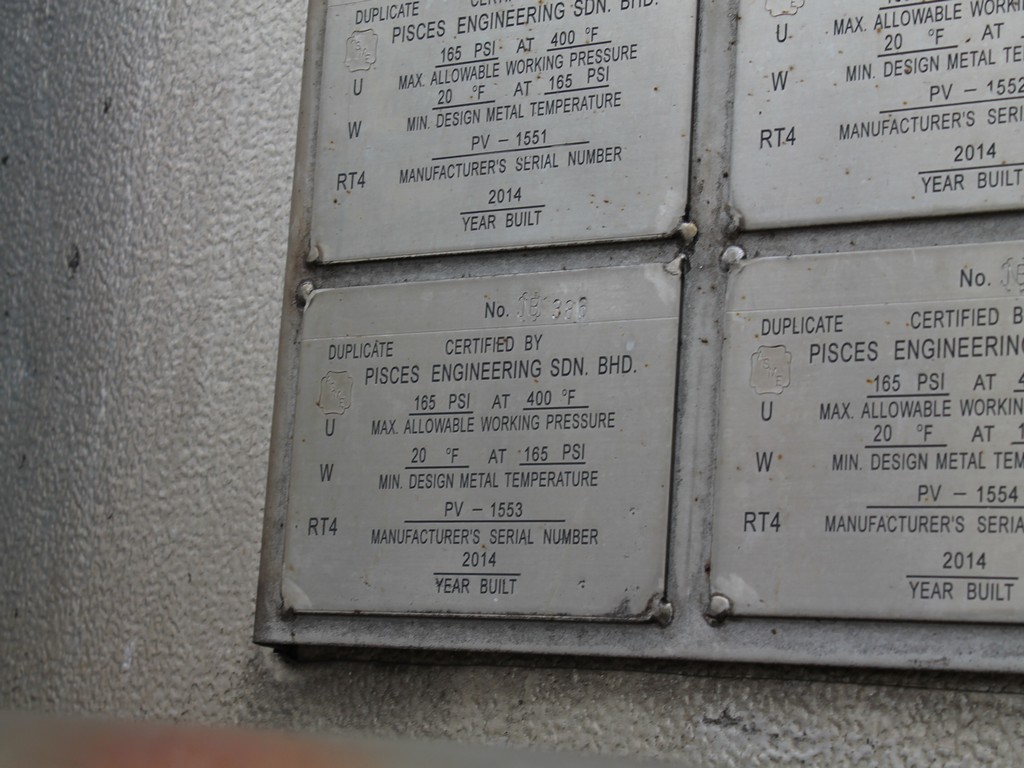 DUPLICATE
PISCES ENGINEERING SDN. BHD.
165 PSI AT 400 °F
U MAX. ALLOWABLE WORKING PRESSURE
20 °F AT 165 PSI
W MIN. DESIGN METAL TEMPERATURE
PV - 1551
RT4 MANUFACTURER'S SERIAL NUMBER
2014
YEAR BUILT
U MAX. ALLOWABLE
20 °F AT
W MIN. DESIGN METAL
PV - 1552
RT4 MANUFACTURER'S
2014
YEAR BUILT
No.
DUPLICATE CERTIFIED BY
PISCES ENGINEERING SDN. BHD.
165 PSI AT 400 °F
U MAX. ALLOWABLE WORKING PRESSURE
20 °F AT 165 PSI
W MIN. DESIGN METAL TEMPERATURE
PV - 1553
RT4 MANUFACTURER'S SERIAL NUMBER
2014
YEAR BUILT
No.
DUPLICATE CERTIFIED
PISCES ENGINEERING
165 PSI AT
U MAX. ALLOWABLE
20 °F AT
W MIN. DESIGN METAL
PV - 1554
RT4 MANUFACTURER'S
2014
YEAR BUILT